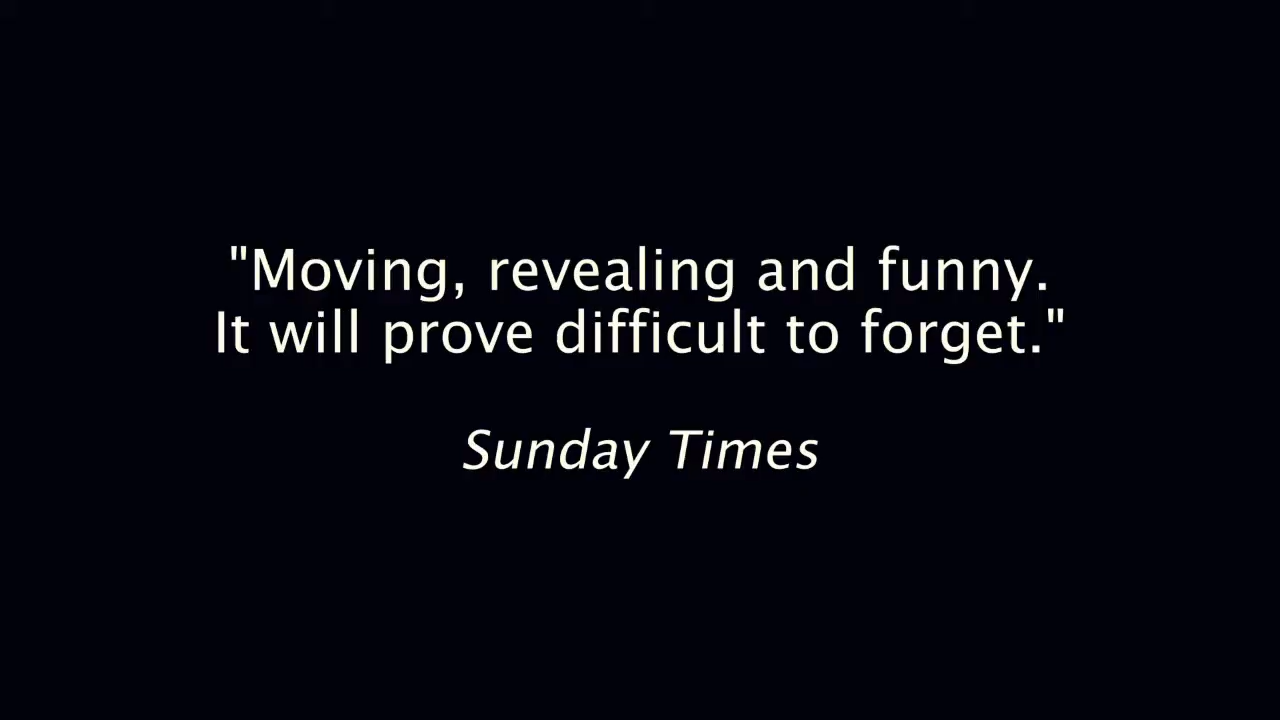 "Moving, revealing and funny.
It will prove difficult to forget."
Sunday Times